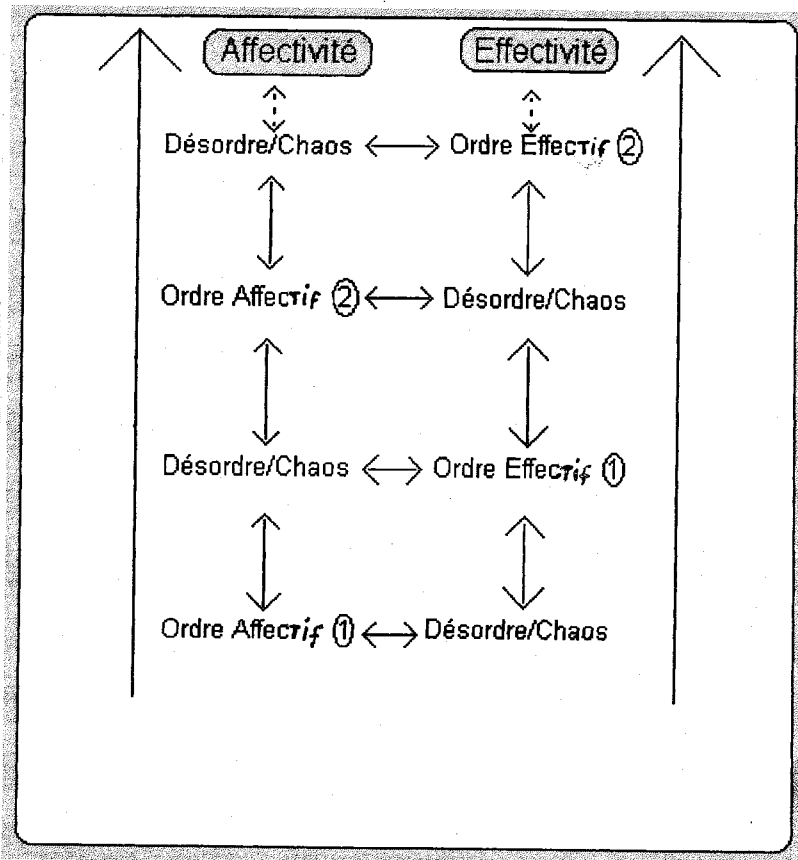 Affectivité Effectivité
Désordre/Chaos Ordre Effectif 2
Ordre Affectif 2 Désordre/Chaos
Désordre/Chaos Ordre Effectif 1
Ordre Affectif 1 Désordre/Chaos